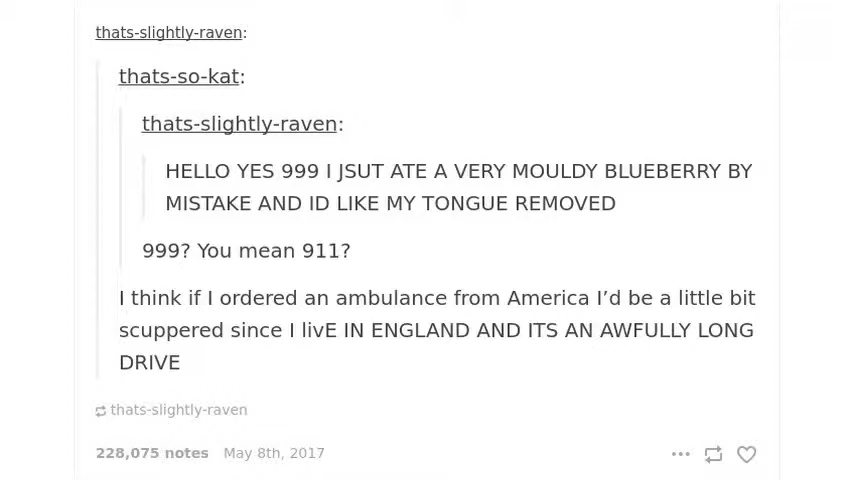 thats-slightly-raven:
thats-so-kat:
thats-slightly-raven:
HELLO YES 999 I JSUT ATE A VERY MOULDY BLUEBERRY BY
MISTAKE AND ID LIKE MY TONGUE REMOVED
999? You mean 911?
I think if I ordered an ambulance from America I’d be a little bit
scuppered since I livE IN ENGLAND AND ITS AN AWFULLY LONG
DRIVE
thats-slightly-raven
228,075 notes May 8th, 2017